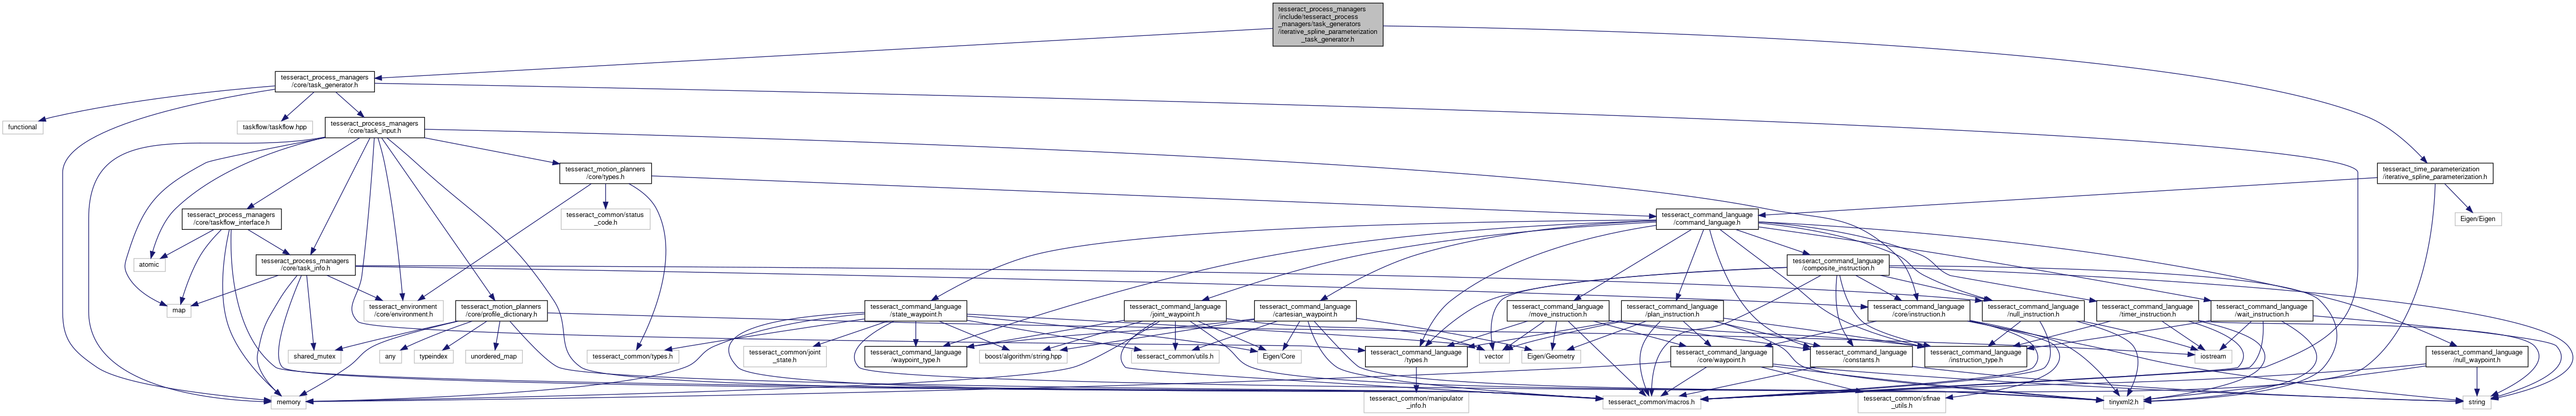 tesseract_process_managers
/include/tesseract_process
_managers/task_generators
/iterative_spline_parameterization
_task_generator.h
tesseract_process_managers
/core/task_generator.h
functional
taskflow/taskflow.hpp
tesseract_process_managers
/core/task_input.h
tesseract_motion_planners
/core/types.h
tesseract_time_parameterization
/iterative_spline_parameterization.h
tesseract_process_managers
/core/taskflow_interface.h
tesseract_common/status
_code.h
tesseract_command_language
/command_language.h
Eigen/Eigen
atomic
tesseract_process_managers
/core/task_info.h
tesseract_command_language
/composite_instruction.h
map
tesseract_environment
/core/environment.h
tesseract_motion_planners
/core/profile_dictionary.h
tesseract_command_language
/state_waypoint.h
tesseract_command_language
/joint_waypoint.h
tesseract_command_language
/cartesian_waypoint.h
tesseract_command_language
/move_instruction.h
tesseract_command_language
/plan_instruction.h
tesseract_command_language
/core/instruction.h
tesseract_command_language
/null_instruction.h
tesseract_command_language
/timer_instruction.h
tesseract_command_language
/wait_instruction.h
shared_mutex
any
typeindex
unordered_map
tesseract_common/types.h
tesseract_common/joint
_state.h
tesseract_command_language
/waypoint_type.h
boost/algorithm/string.hpp
tesseract_common/utils.h
Eigen/Core
tesseract_command_language
/types.h
vector
Eigen/Geometry
tesseract_command_language
/core/waypoint.h
tesseract_command_language
/constants.h
tesseract_command_language
/instruction_type.h
iostream
tesseract_command_language
/null_waypoint.h
memory
tesseract_common/manipulator
_info.h
tesseract_common/macros.h
tesseract_common/sfinae
_utils.h
tinyxml2.h
string